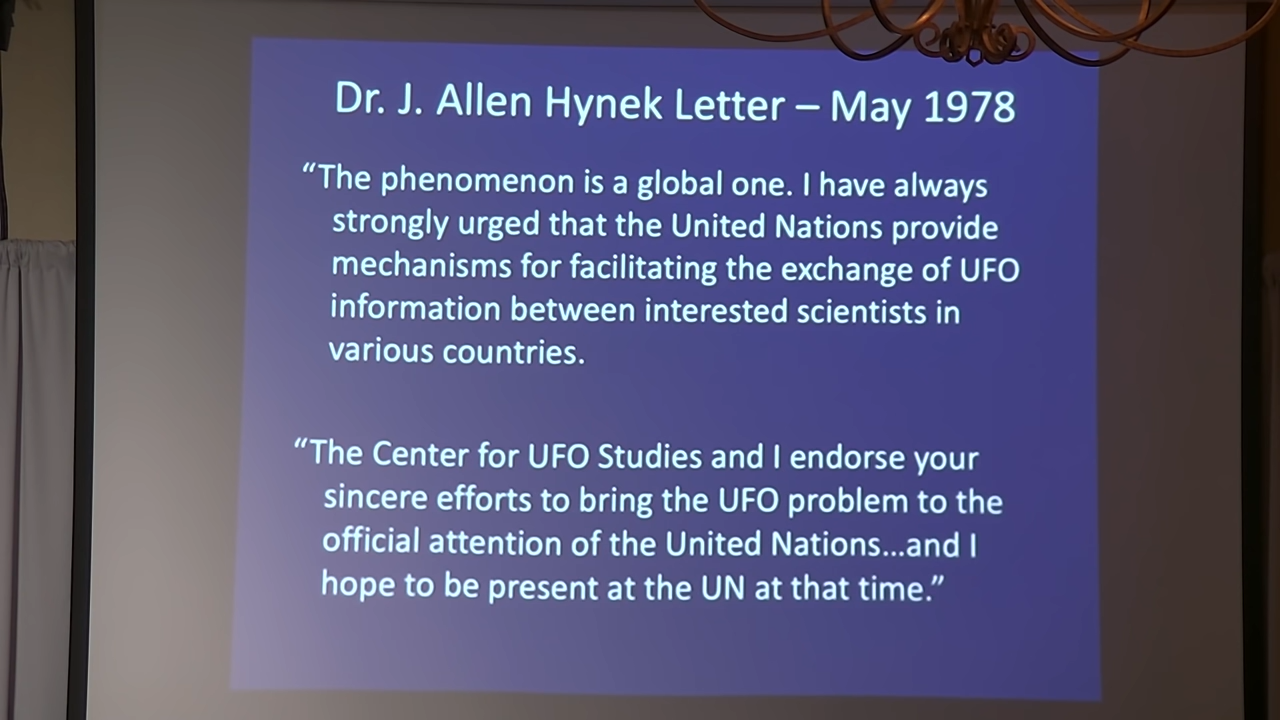 Dr. J. Allen Hynek Letter – May 1978
“The phenomenon is a global one. I have always
strongly urged that the United Nations provide
mechanisms for facilitating the exchange of UFO
information between interested scientists in
various countries.
“The Center for UFO Studies and I endorse your
sincere efforts to bring the UFO problem to the
official attention of the United Nations...and I
hope to be present at the UN at that time.”